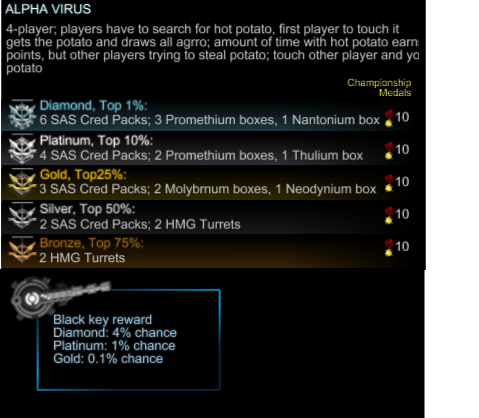 ALPHA VIRUS
4-player; players have to search for hot potato, first player to touch it
gets the potato and draws all agrro; amount of time with hot potato earn
points, but other players trying to steal potato; touch other player and yo
potato
Championship
Medals
Diamond, Top 1%:
6 SAS Cred Packs; 3 Promethium boxes, 1 Nantonium box 10
Platinum, Top 10%:
4 SAS Cred Packs; 2 Promethium boxes, 1 Thulium box 10
Gold, Top25%:
3 SAS Cred Packs; 2 Molybrnum boxes, 1 Neodynium box 10
Silver, Top 50%:
2 SAS Cred Packs; 2 HMG Turrets 10
Bronze, Top 75%:
2 HMG Turrets 10
Black key reward
Diamond: 4% chance
Platinum: 1% chance
Gold: 0.1% chance